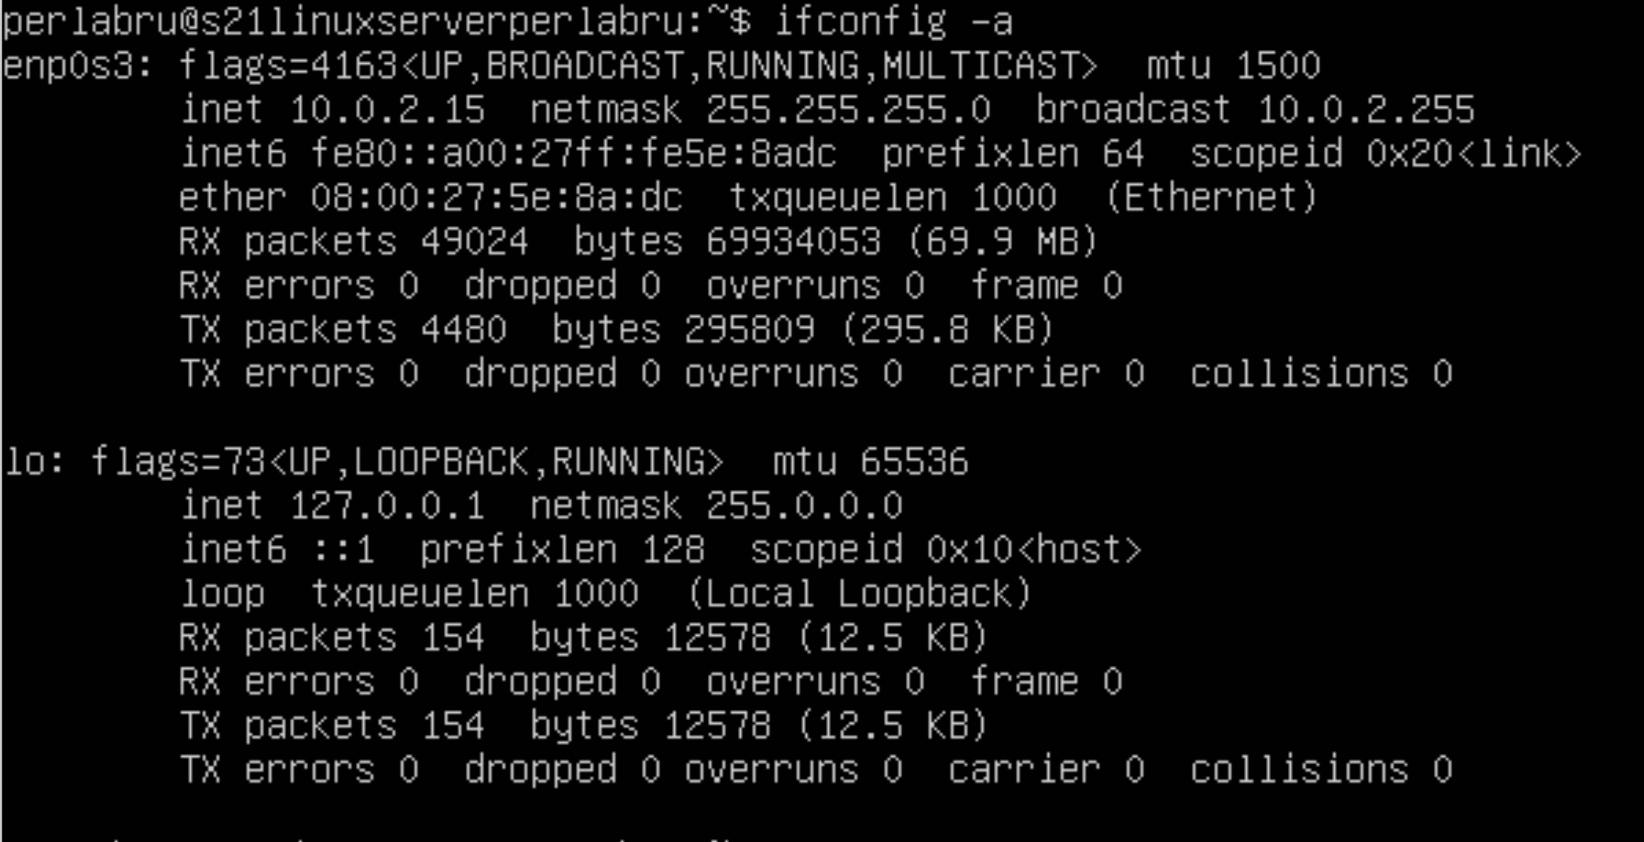 perlabru@s21linuxserverperlabru:~$ ifconfig -a
enp0s3: flags=4163<UP,BROADCAST,RUNNING,MULTICAST>  mtu 1500
        inet 10.0.2.15  netmask 255.255.255.0  broadcast 10.0.2.255
        inet6 fe80::a00:27ff:fe5e:8adc  prefixlen 64  scopeid 0x20<link>
        ether 08:00:27:5e:8a:dc  txqueuelen 1000  (Ethernet)
        RX packets 49024  bytes 69934053 (69.9 MB)
        RX errors 0  dropped 0  overruns 0  frame 0
        TX packets 4480  bytes 295809 (295.8 KB)
        TX errors 0  dropped 0 overruns 0  carrier 0  collisions 0

lo: flags=73<UP,LOOPBACK,RUNNING>  mtu 65536
        inet 127.0.0.1  netmask 255.0.0.0
        inet6 ::1  prefixlen 128  scopeid 0x10<host>
        loop  txqueuelen 1000  (Local Loopback)
        RX packets 154  bytes 12578 (12.5 KB)
        RX errors 0  dropped 0  overruns 0  frame 0
        TX packets 154  bytes 12578 (12.5 KB)
        TX errors 0  dropped 0 overruns 0  carrier 0  collisions 0